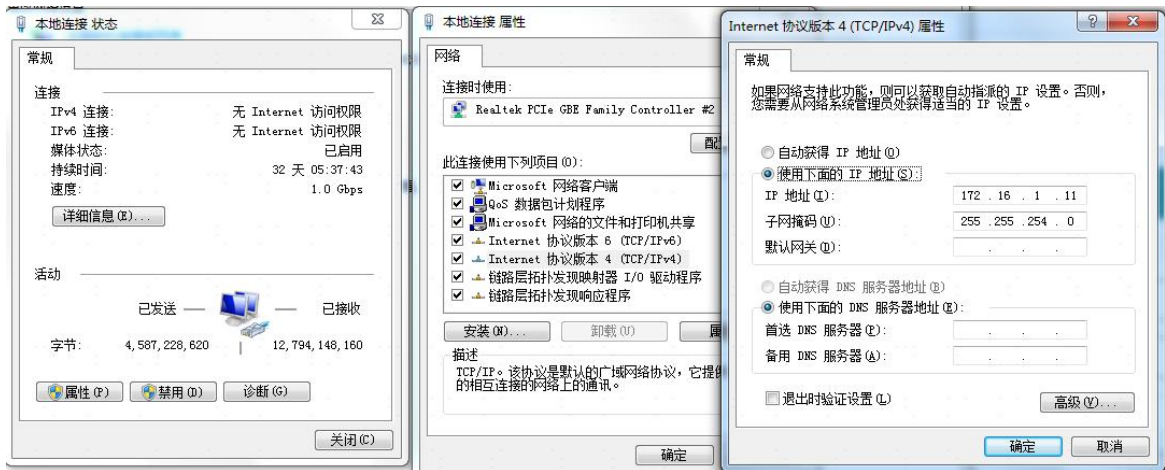 本地连接 状态
常规
连接
IPv4 连接: 无 Internet 访问权限
IPv6 连接: 无 Internet 访问权限
媒体状态: 已启用
持续时间: 32 天 05:37:43
速度: 1.0 Gbps
详细信息(E)...
活动
已发送 — — 已接收
字节: 4,587,228,620 | 12,794,148,160
属性(P) 禁用(D) 诊断(G)
关闭(C)
本地连接 属性
网络
连接时使用:
Realtek PCIe GBE Family Controller #2
此连接使用下列项目(O):
Microsoft 网络客户端
QoS 数据包计划程序
Microsoft 网络的文件和打印机共享
Internet 协议版本 6 (TCP/IPv6)
Internet 协议版本 4 (TCP/IPv4)
链路层拓扑发现映射器 I/O 驱动程序
链路层拓扑发现响应程序
安装(N)... 卸载(U)
描述
TCP/IP。该协议是默认的广域网络协议，它提
的相互连接的网络上的通讯。
确定
Internet 协议版本 4 (TCP/IPv4) 属性
常规
如果网络支持此功能，则可以获取自动指派的 IP 设置。否则，
您需要从网络系统管理员处获得适当的 IP 设置。
自动获得 IP 地址(O)
使用下面的 IP 地址(S):
IP 地址(I): 172 . 16 . 1 . 11
子网掩码(U): 255 .255 .254 . 0
默认网关(D): . . .
自动获得 DNS 服务器地址(B)
使用下面的 DNS 服务器地址(E):
首选 DNS 服务器(P): . . .
备用 DNS 服务器(A): . . .
退出时验证设置(L)
高级(V)...
确定 取消